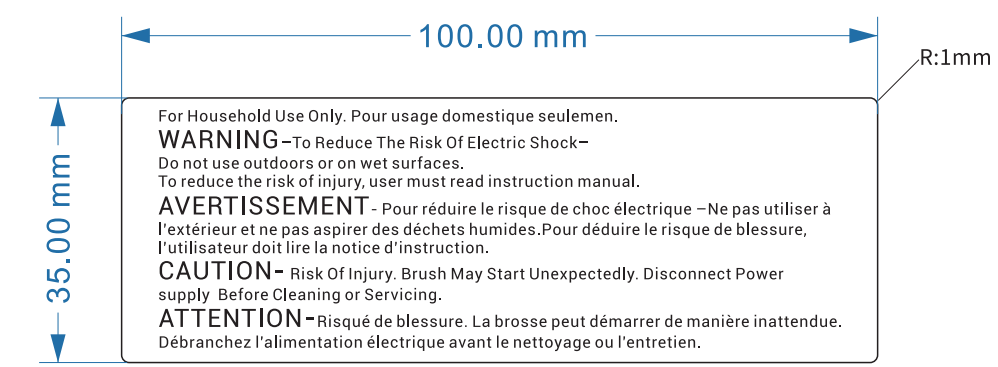 100.00 mm
R:1mm
35.00 mm
For Household Use Only. Pour usage domestique seulemen.
WARNING–To Reduce The Risk Of Electric Shock–
Do not use outdoors or on wet surfaces.
To reduce the risk of injury, user must read instruction manual.
AVERTISSEMENT- Pour réduire le risque de choc électrique –Ne pas utiliser à
l'extérieur et ne pas aspirer des déchets humides.Pour déduire le risque de blessure,
l'utilisateur doit lire la notice d'instruction.
CAUTION- Risk Of Injury. Brush May Start Unexpectedly. Disconnect Power
supply Before Cleaning or Servicing.
ATTENTION-Risqué de blessure. La brosse peut démarrer de manière inattendue.
Débranchez l'alimentation électrique avant le nettoyage ou l'entretien.